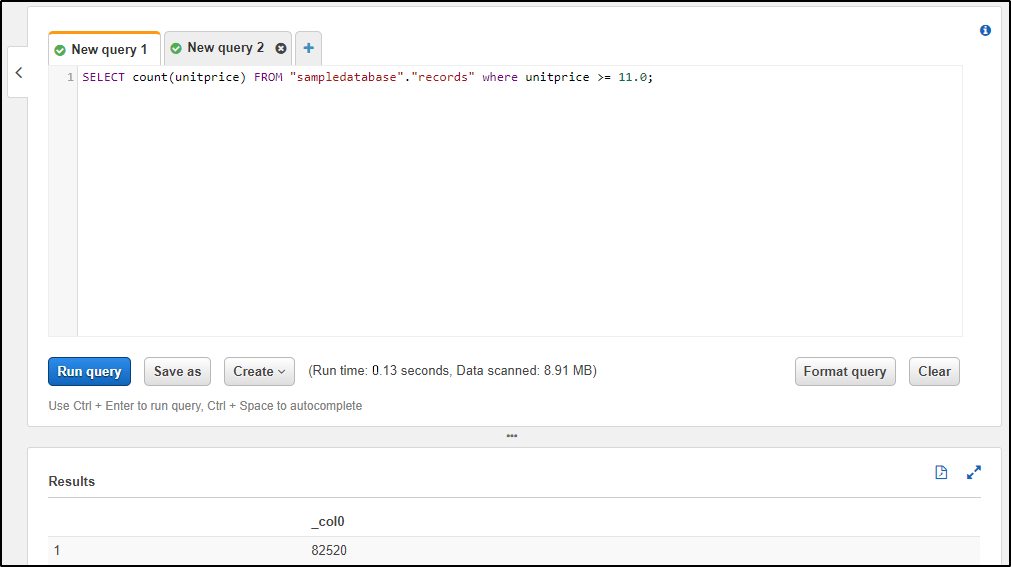 New query 1 New query 2 +
1 SELECT count(unitprice) FROM "sampledatabase"."records" where unitprice >= 11.0;
Run query Save as Create (Run time: 0.13 seconds, Data scanned: 8.91 MB) Format query Clear
Use Ctrl + Enter to run query, Ctrl + Space to autocomplete
Results
_col0
1 82520